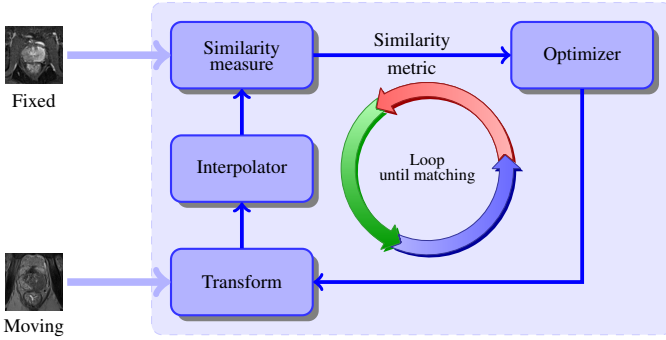 Similarity
measure
Similarity
metric
Optimizer
Fixed
Interpolator
Loop
until matching
Transform
Moving